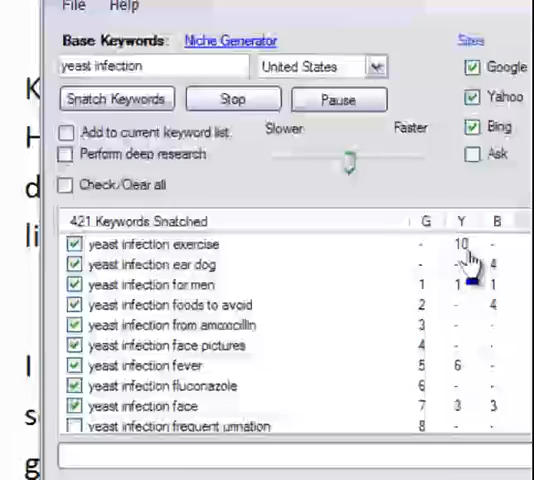 File Help
Base Keywords: Niche Generator Sites
yeast infection United States Google
Snatch Keywords Stop Pause Yahoo
Add to current keyword list Slower Faster Bing
Perform deep research Ask
Check/Clear all
421 Keywords Snatched G Y B
yeast infection exercise - 10 -
yeast infection ear dog - - 4
yeast infection for men 1 1 1
yeast infection foods to avoid 2 - 4
yeast infection from amoxocillin 3 - -
yeast infection face pictures 4 - -
yeast infection fever 5 6 -
yeast infection fluconazole 6 - -
yeast infection face 7 3 3
yeast infection frequent urination 8 - -
K
H
d
li
I
s
g